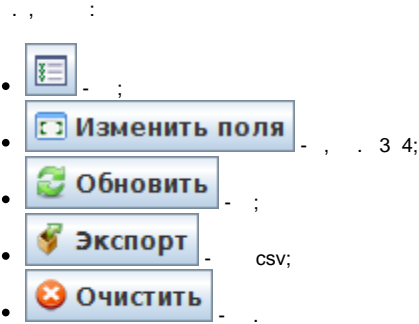 . , :
• - ;
• Изменить поля - , . 3 4;
• Обновить - ;
• Экспорт - csv;
• Очистить - .